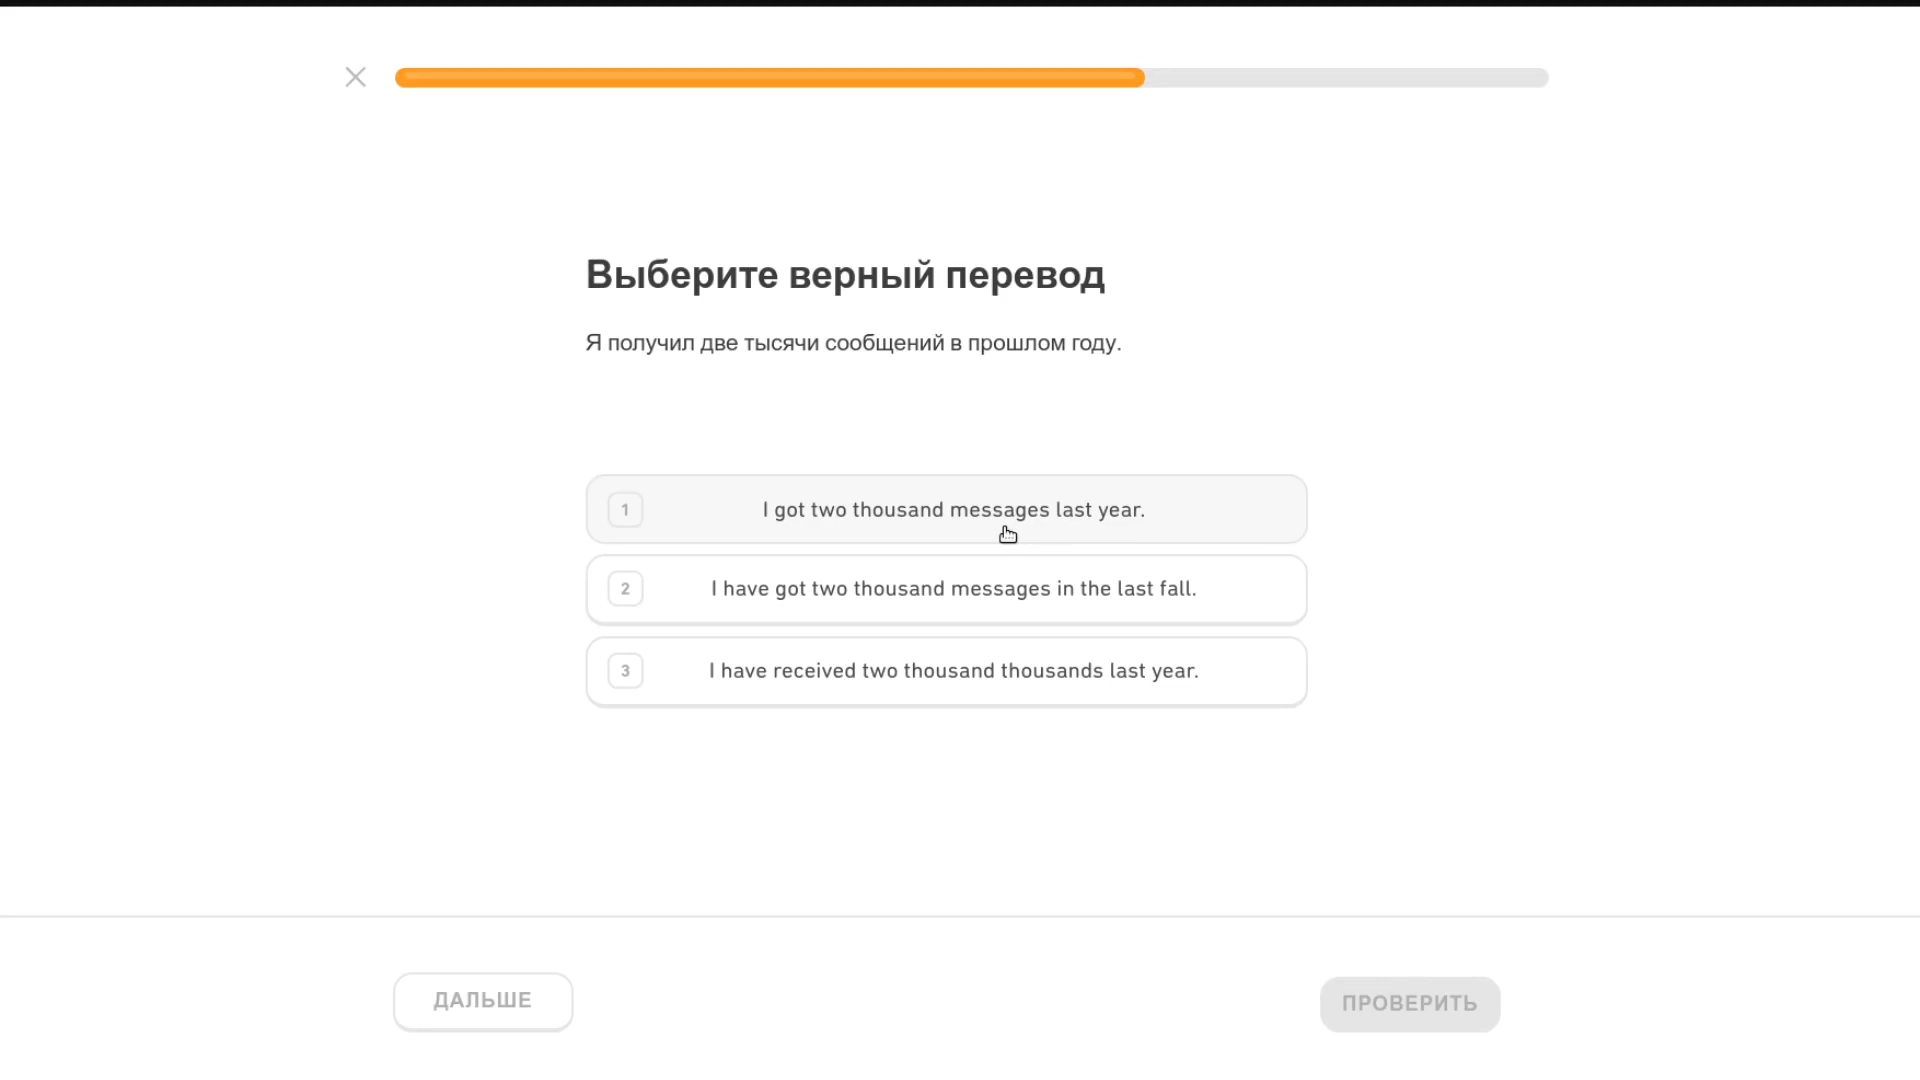 Выберите верный перевод
Я получил две тысячи сообщений в прошлом году.
1 I got two thousand messages last year.
2 I have got two thousand messages in the last fall.
3 I have received two thousand thousands last year.
ДАЛЬШЕ
ПРОВЕРИТЬ